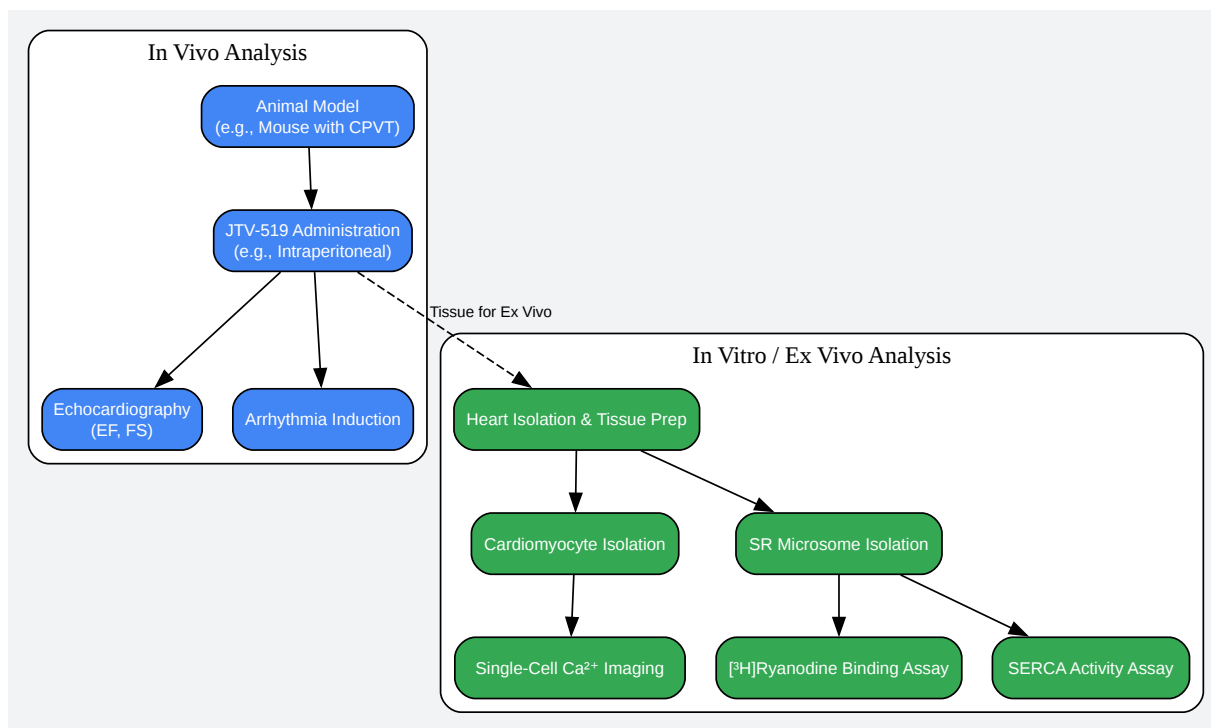 In Vivo Analysis
Animal Model
(e.g., Mouse with CPVT)
JTV-519 Administration
(e.g., Intraperitoneal)
Tissue for Ex Vivo
Echocardiography
(EF, FS)
Arrhythmia Induction
In Vitro / Ex Vivo Analysis
Heart Isolation & Tissue Prep
Cardiomyocyte Isolation
SR Microsome Isolation
Single-Cell Ca²⁺ Imaging
[³H]Ryanodine Binding Assay
SERCA Activity Assay